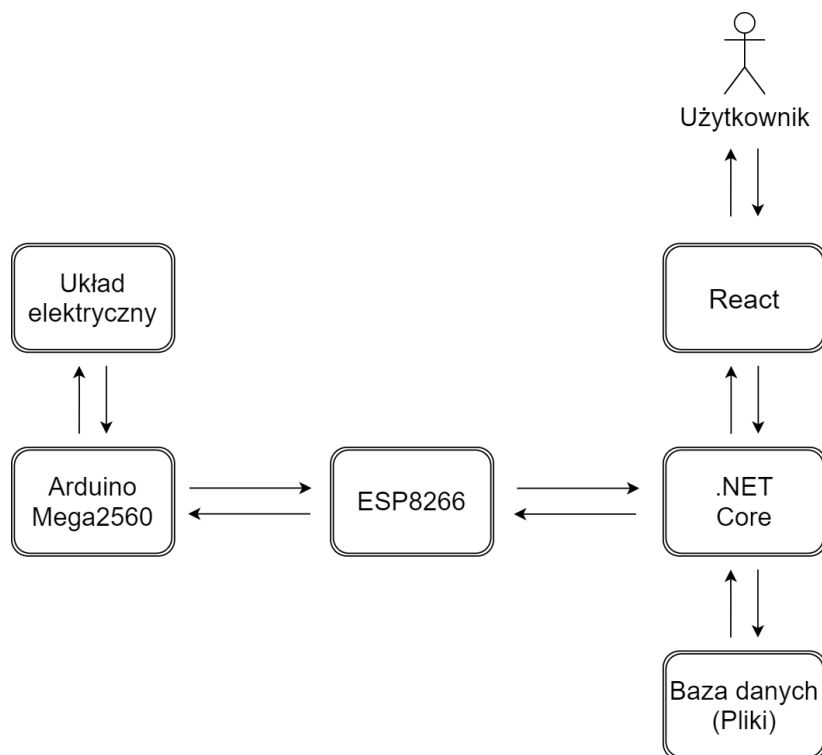 Użytkownik
Układ
elektryczny
React
Arduino
Mega2560
ESP8266
.NET
Core
Baza danych
(Pliki)